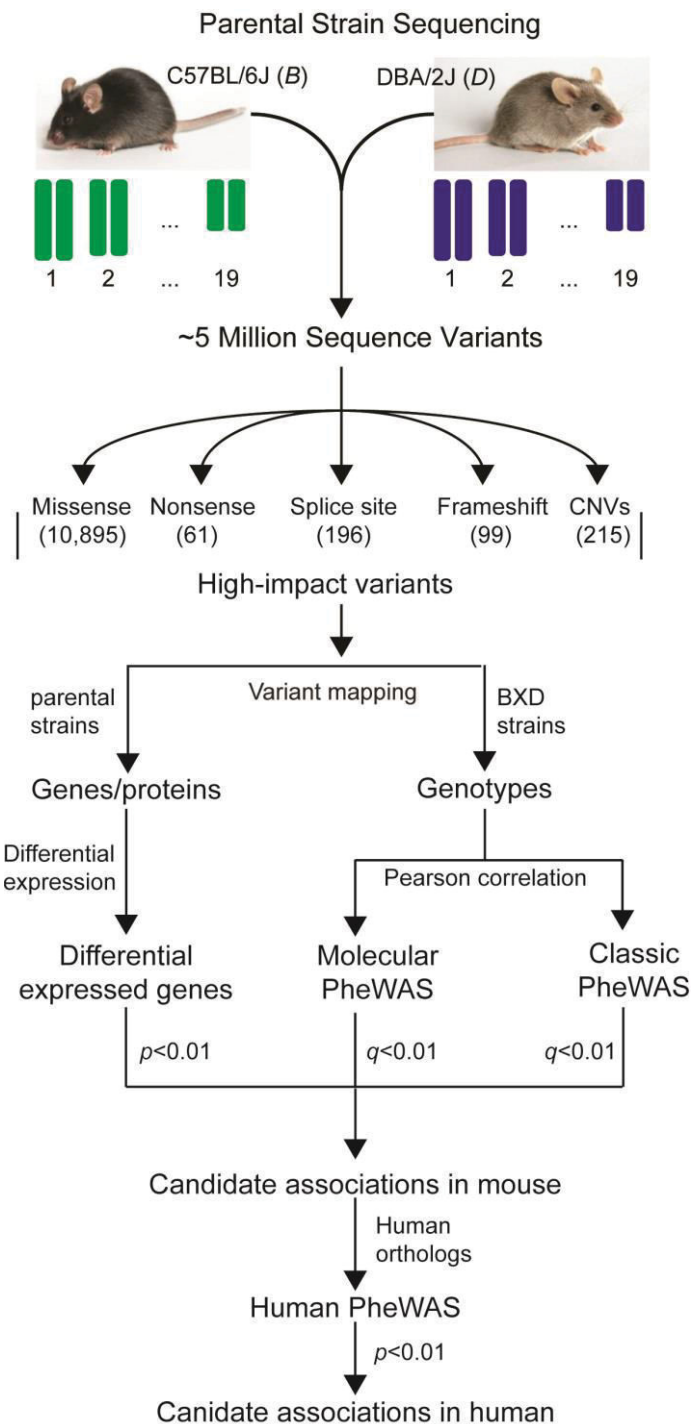 Parental Strain Sequencing
C57BL/6J (B)
DBA/2J (D)
1 2 ... 19
1 2 ... 19
...
...
~5 Million Sequence Variants
Missense Nonsense Splice site Frameshift CNVs
(10,895) (61) (196) (99) (215)
High-impact variants
parental
strains
Variant mapping
BXD
strains
Genes/proteins
Genotypes
Differential
expression
Pearson correlation
Differential
expressed genes
Molecular
PheWAS
Classic
PheWAS
p<0.01
q<0.01
q<0.01
Candidate associations in mouse
Human
orthologs
Human PheWAS
p<0.01
Canidate associations in human